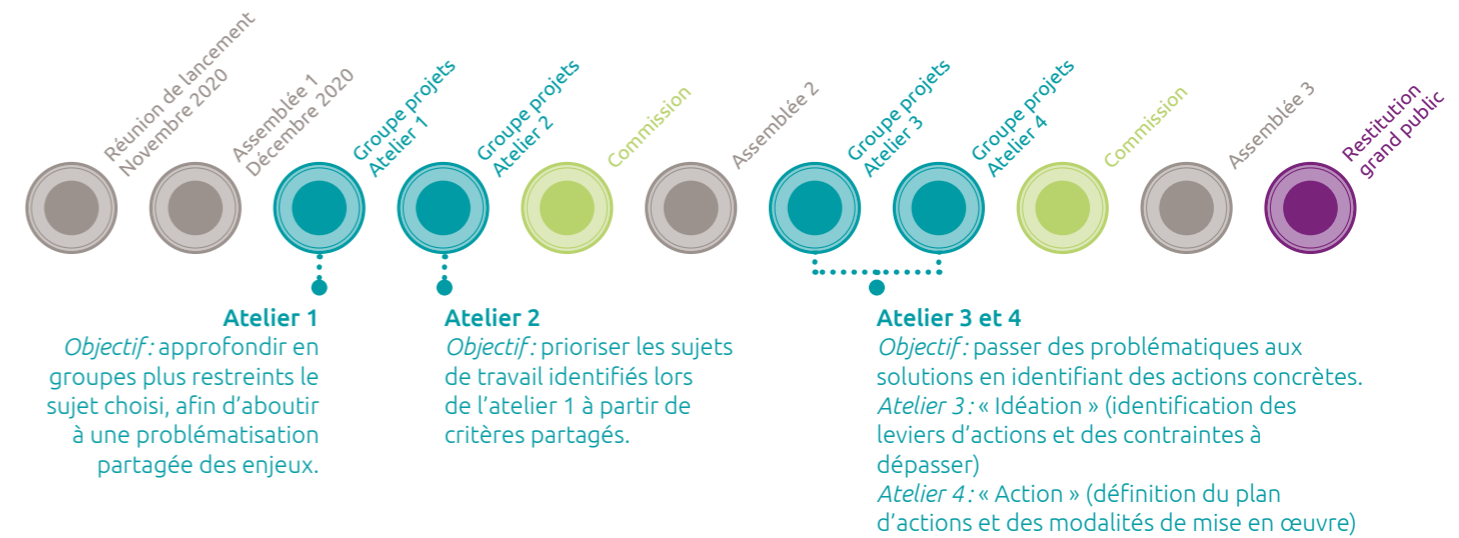 Réunion de lancement
Novembre 2020
Assemblée 1
Décembre 2020
Groupe projets
Atelier 1
Groupe projets
Atelier 2
Commission
Assemblée 2
Groupe projets
Atelier 3
Groupe projets
Atelier 4
Commission
Assemblée 3
Restitution
grand public
Atelier 1
Objectif : approfondir en
groupes plus restreints le
sujet choisi, afin d’aboutir
à une problématisation
partagée des enjeux.
Atelier 2
Objectif : prioriser les sujets
de travail identifiés lors
de l’atelier 1 à partir de
critères partagés.
Atelier 3 et 4
Objectif : passer des problématiques aux
solutions en identifiant des actions concrètes.
Atelier 3 : « Idéation » (identification des
leviers d’actions et des contraintes à
dépasser)
Atelier 4 : « Action » (définition du plan
d’actions et des modalités de mise en œuvre)